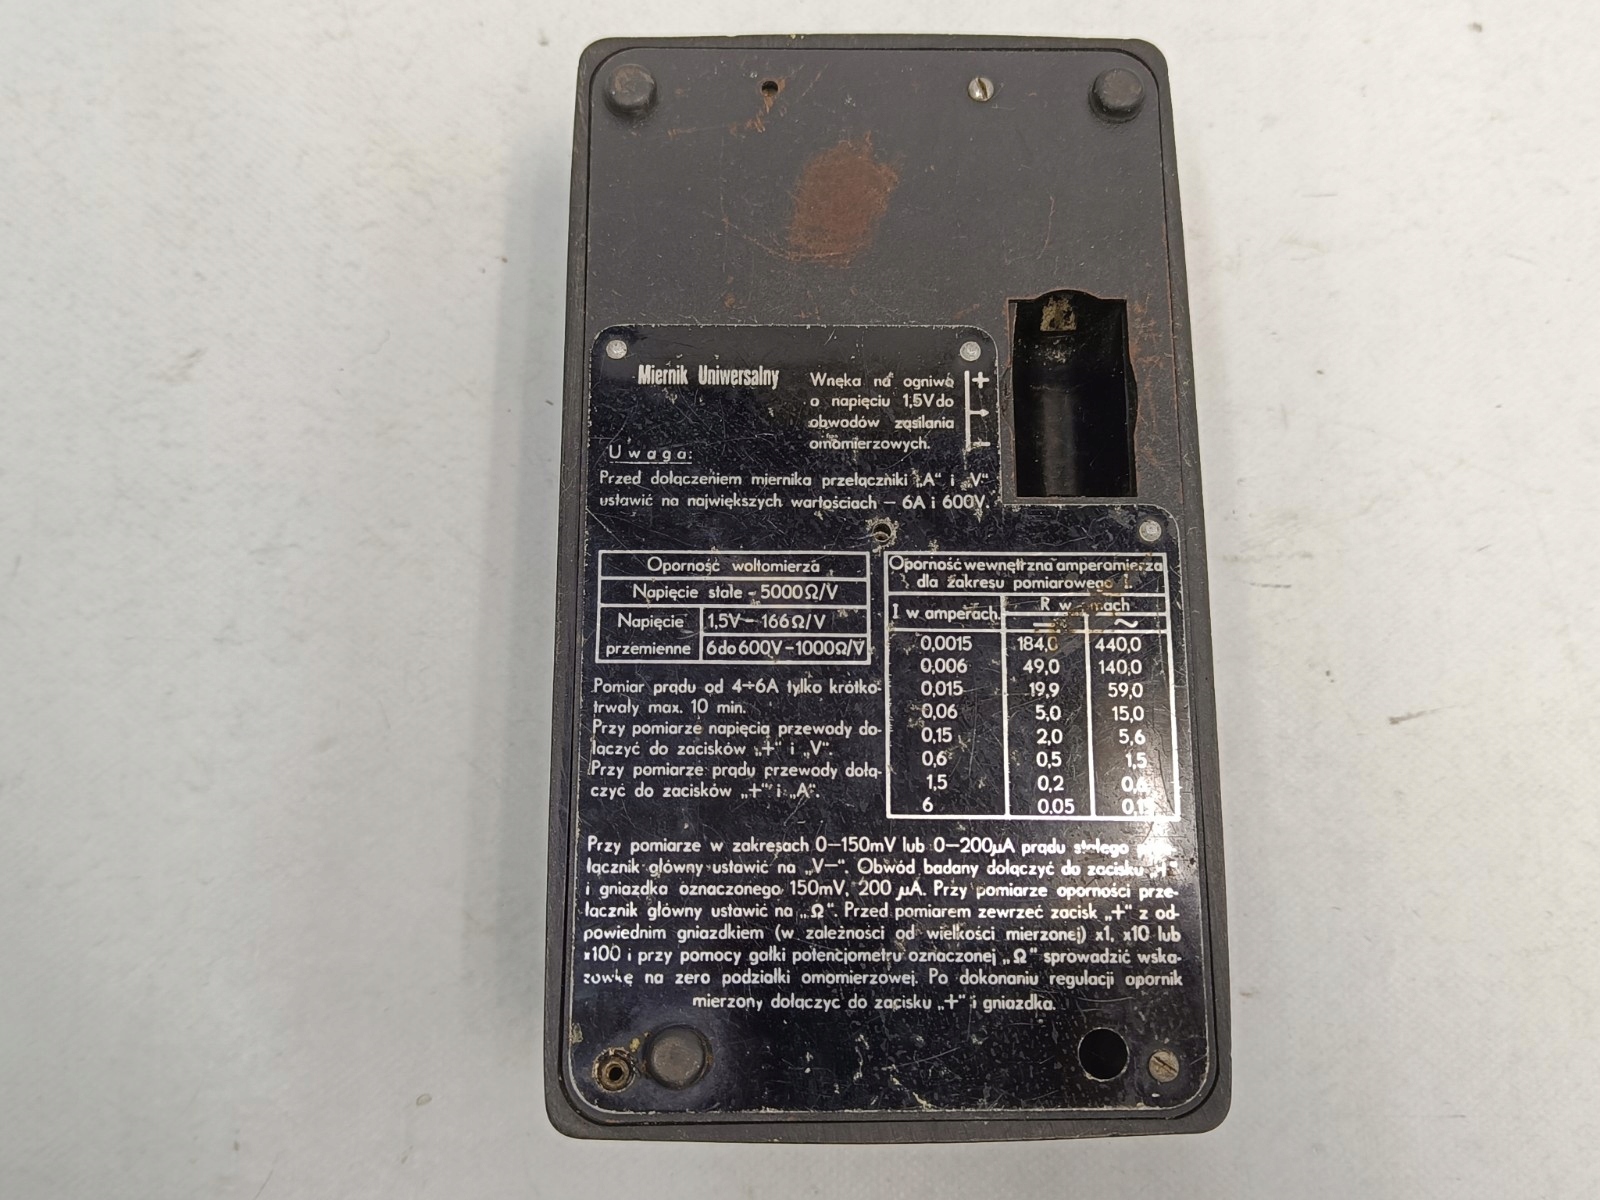 Miernik Uniwersalny
Wnęka na ogniwo
o napięciu 1,5V do
obwodów zasilania
omomierzowych.
+
-
Uwaga:
Przed dołączeniem miernika przełączniki „A“ i „V“
ustawić na największych wartościach – 6A i 600V.
Oporność woltomierza
Napięcie stałe - 5000Ω/V
Napięcie przemienne
1,5V – 166Ω/V
6 do 600V – 1000Ω/V
Pomiar prądu od 4÷6A tylko krótko-
trwały max. 10 min.
Przy pomiarze napięcia przewody do-
łączyć do zacisków „+“ i „V“.
Przy pomiarze prądu przewody dołą-
czyć do zacisków „+“ i „A“.
Oporność wewnętrzna amperomierza
dla zakresu pomiarowego I.
I w amperach. R w
— ~
0,0015 184,0 440,0
0,006 49,0 140,0
0,015 19,9 59,0
0,06 5,0 15,0
0,15 2,0 5,6
0,6 0,5 1,5
1,5 0,2
6 0.05
Przy pomiarze w zakresach 0–150mV lub 0–200µA prądu stałego
łącznik główny ustawić na „V–“. Obwód badany dołączyć do zacisku
i gniazdka oznaczonego 150mV, 200 µA. Przy pomiarze oporności prze-
łącznik główny ustawić na „Ω“. Przed pomiarem zewrzeć zacisk „+“ z od-
powiednim gniazdkiem (w zależności od wielkości mierzonej) x1, x10 lub
x100 i przy pomocy gałki potencjometru oznaczonej „Ω“ sprowadzić wska-
zówkę na zero podziałki omomierzowej. Po dokonaniu regulacji opornik
mierzony dołączyć do zacisku „+“ i gniazdka.